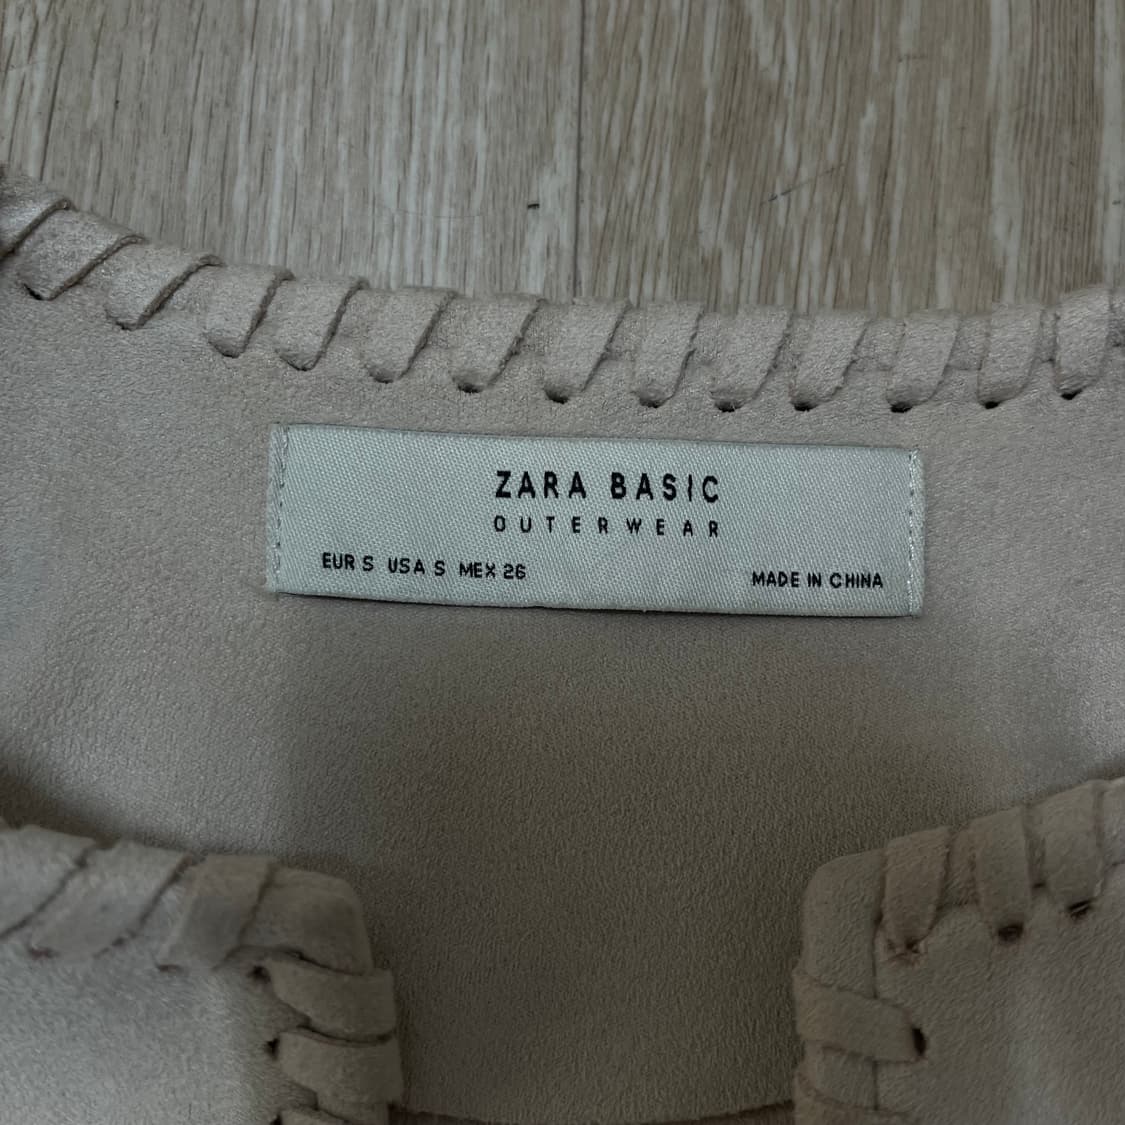 ZARA BASIC
OUTERWEAR
EUR S USA S MEX 26
MADE IN CHINA